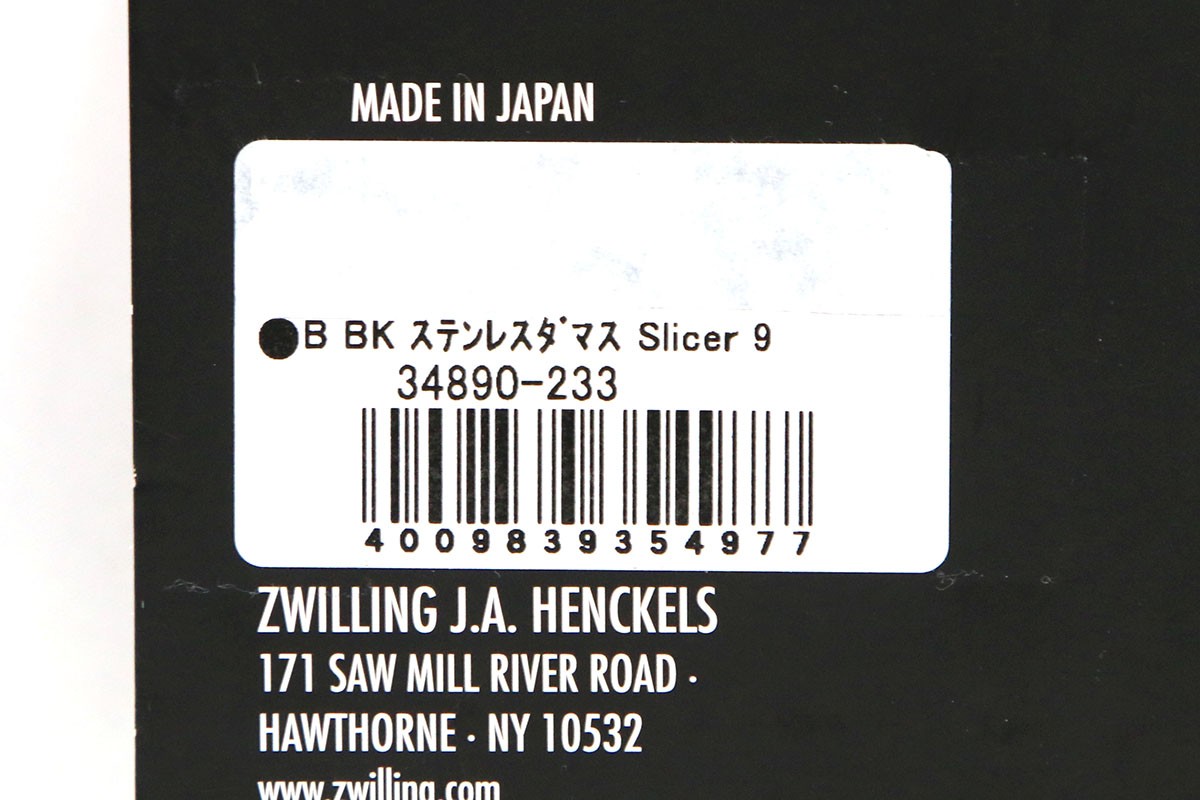 MADE IN JAPAN
●B BK ｽﾃﾝﾚｽﾀﾞﾏｽ Slicer 9
34890-233
4009839354977
ZWILLING J.A. HENCKELS
171 SAW MILL RIVER ROAD ·
HAWTHORNE · NY 10532
www.zwilling.com